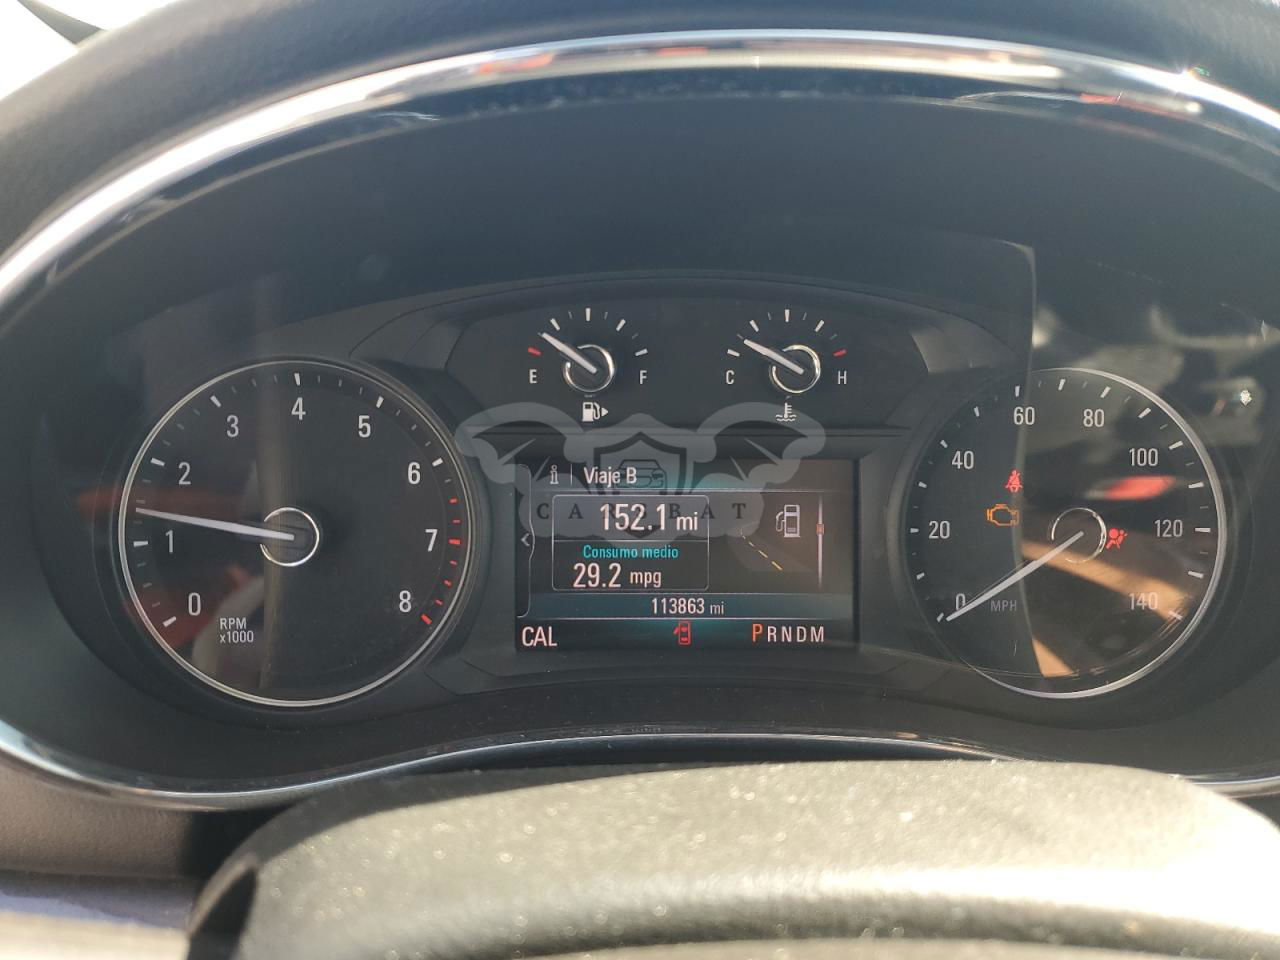 E F
C H
0 1 2 3 4 5 6 7 8
RPM
x1000
i Viaje B
CARSBAT
152.1 mi
Consumo medio
29.2 mpg
113863 mi
CAL
PRNDM
0 20 40 60 80 100 120 140
MPH